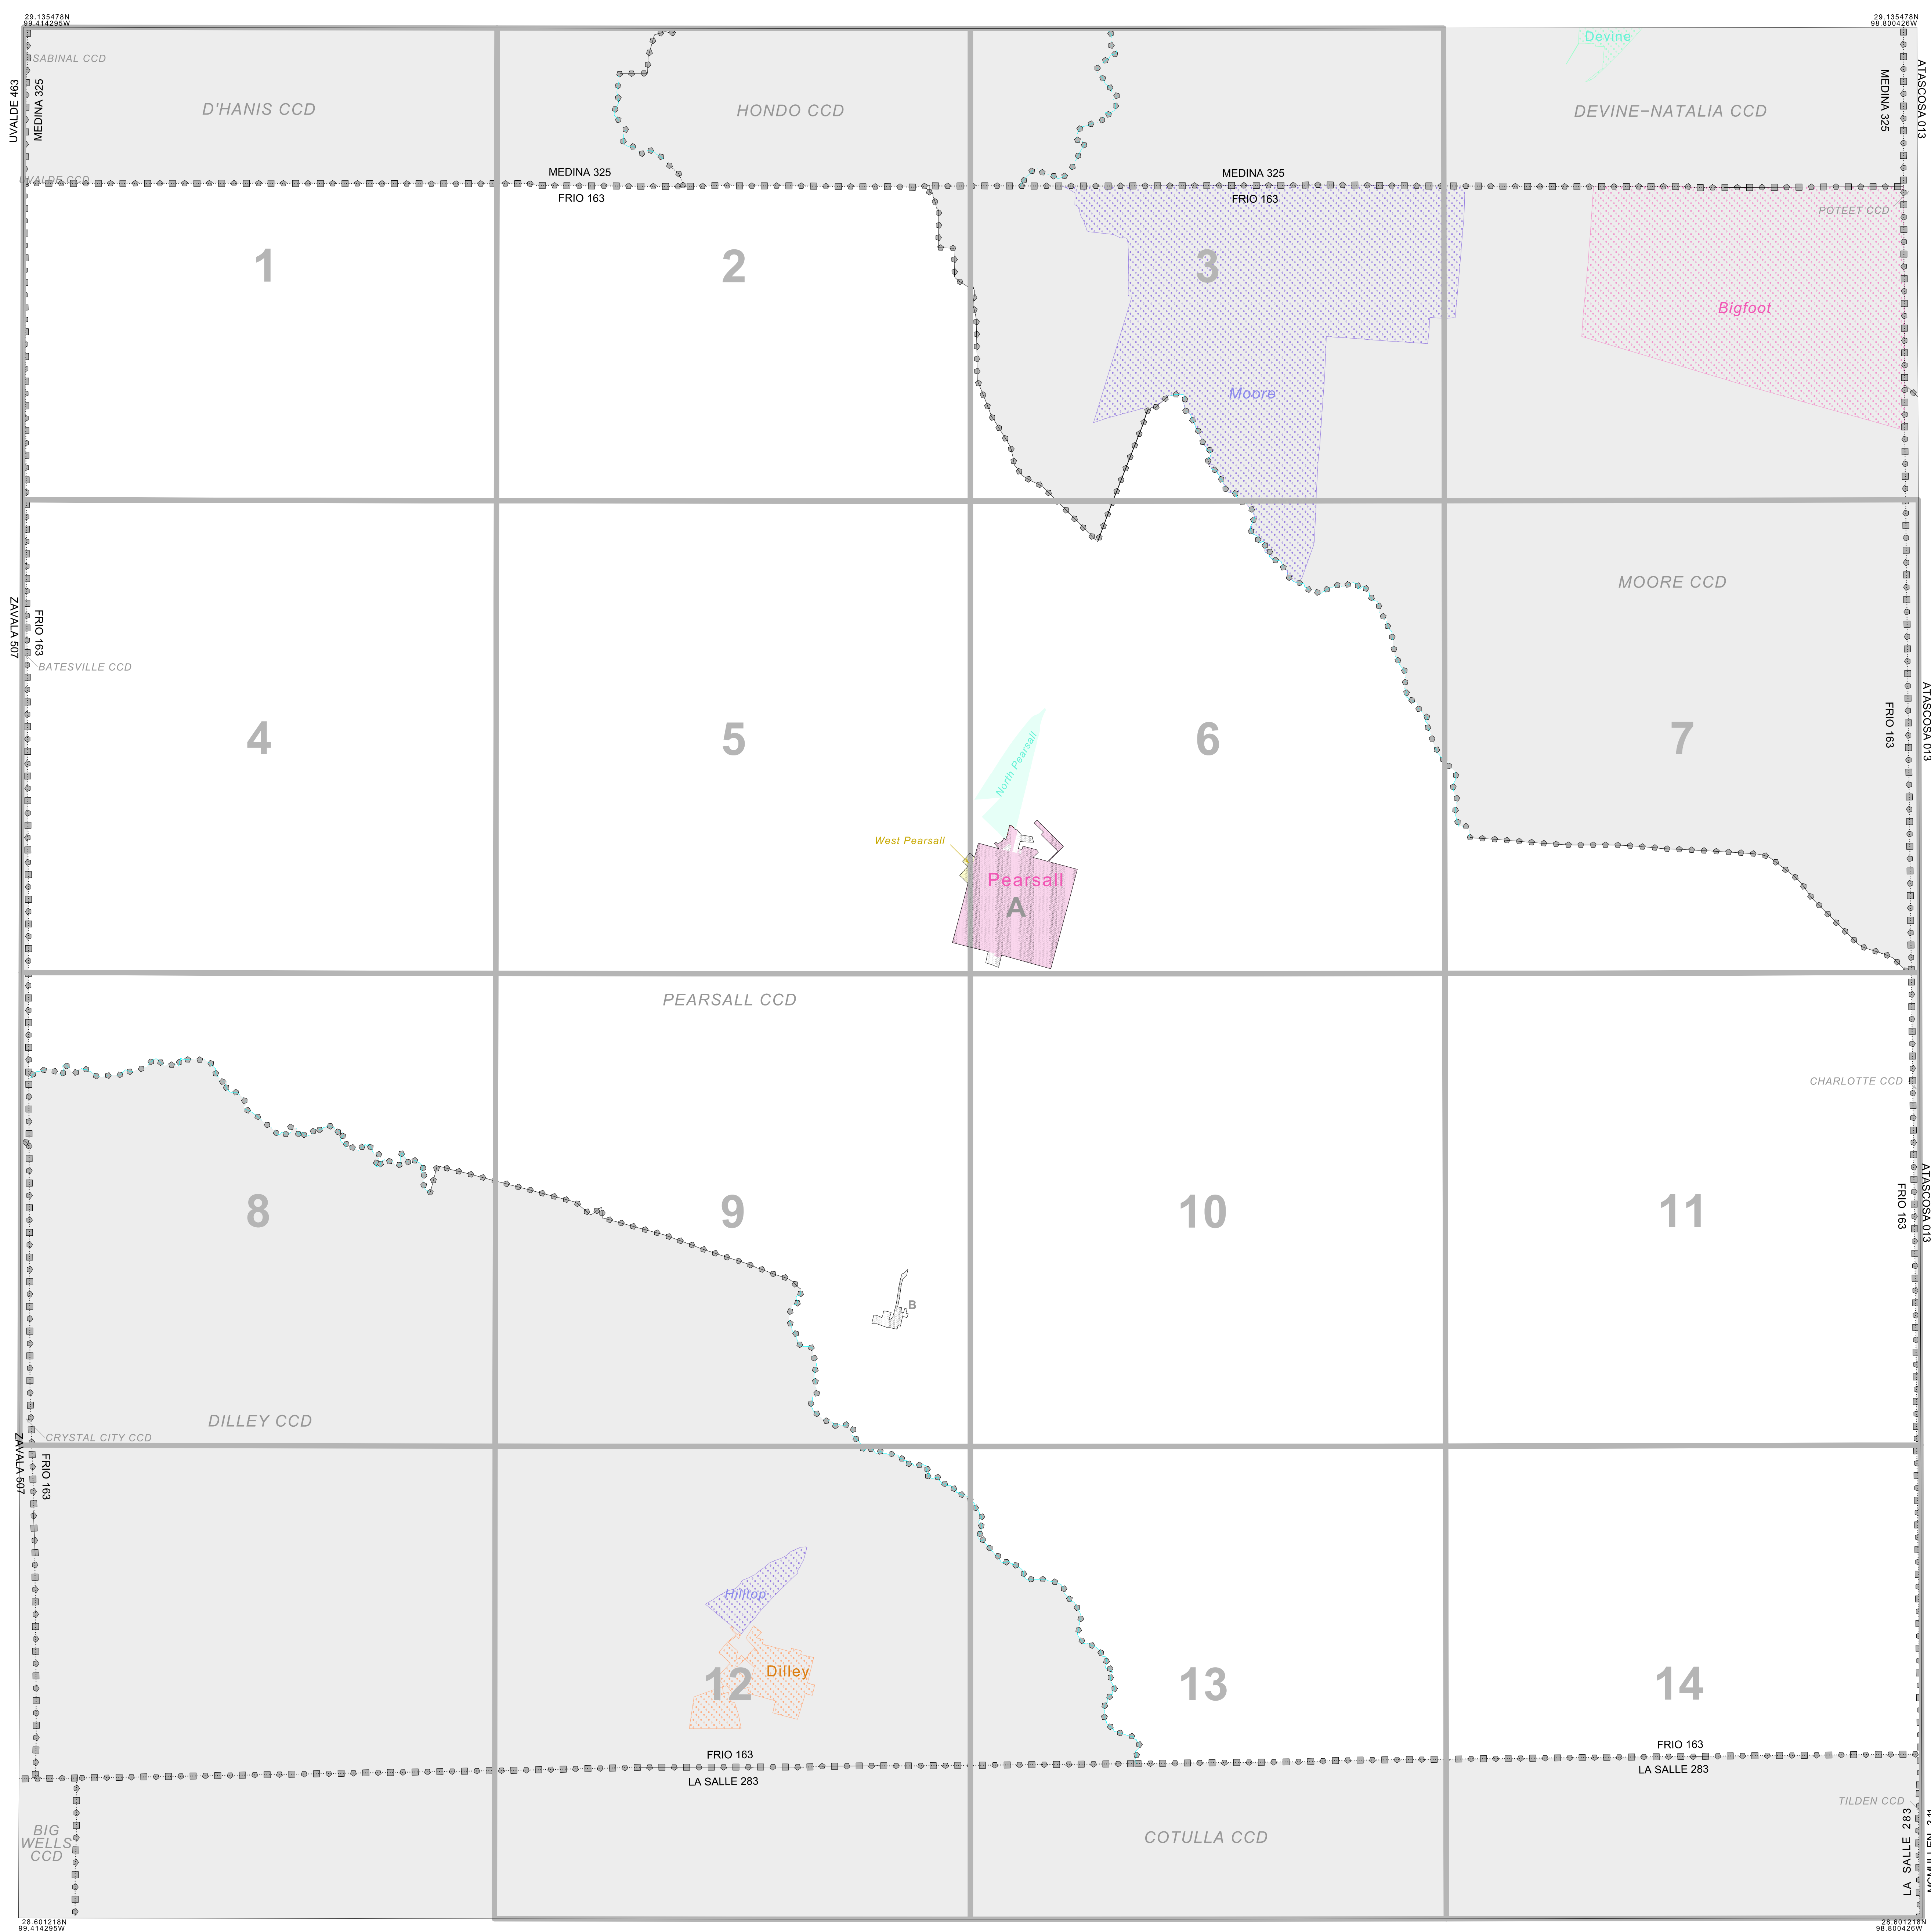 29.135478N
99.414295W
29.135478N
98.800426W
Devine
SABINAL CCD
UVALDE 463
MEDINA 325
D'HANIS CCD
HONDO CCD
DEVINE-NATALIA CCD
MEDINA 325
ATASCOSA 013
UVALDE CCD
MEDINA 325
FRIO 163
MEDINA 325
FRIO 163
POTEET CCD
1
2
3
Bigfoot
Moore
MOORE CCD
ZAVALA 507
FRIO 163
BATESVILLE CCD
4
5
6
7
FRIO 163
ATASCOSA 013
North Pearsall
West Pearsall
Pearsall
A
PEARSALL CCD
CHARLOTTE CCD
8
9
10
11
FRIO 163
ATASCOSA 013
B
DILLEY CCD
CRYSTAL CITY CCD
ZAVALA 507
FRIO 163
Hilltop
Dilley
12
13
14
FRIO 163
LA SALLE 283
FRIO 163
LA SALLE 283
TILDEN CCD
BIG
WELLS
CCD
COTULLA CCD
LA SALLE 283
28.601218N
99.414295W
28.601218N
98.800426W